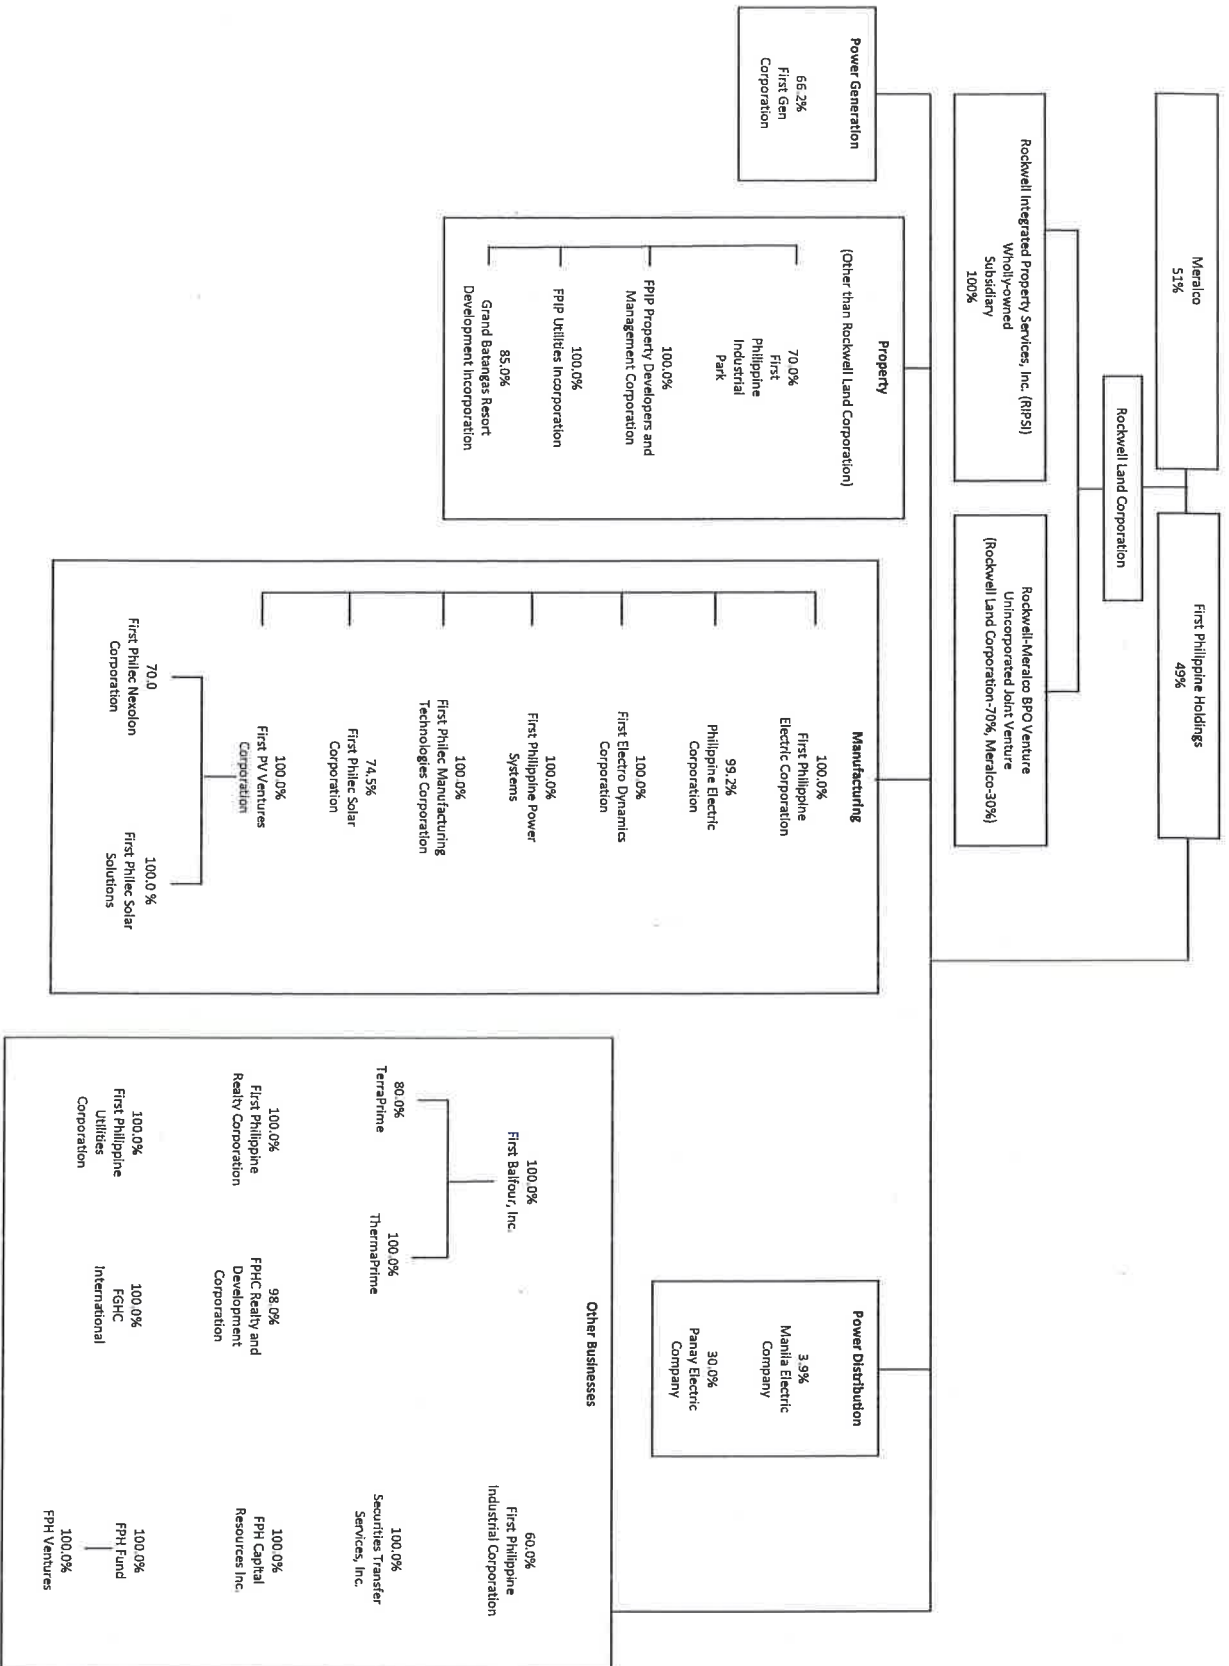 Meralco
51%
First Philippine Holdings
49%
Rockwell Land Corporation
Rockwell Integrated Property Services, Inc. (RIPSI)
Wholly-owned
Subsidiary
100%
Rockwell-Meralco BPO Venture
Unincorporated Joint Venture
(Rockwell Land Corporation-70%, Meralco-30%)
Power Generation
66.2%
First Gen
Corporation
Property
(Other than Rockwell Land Corporation)
70.0%
First
Philippine
Industrial
Park
100.0%
FPIP Property Developers and
Management Corporation
100.0%
FPIP Utilities Incorporation
85.0%
Grand Batangas Resort
Development Incorporation
Manufacturing
100.0%
First Philippine
Electric Corporation
99.2%
Philippine Electric
Corporation
100.0%
First Electro Dynamics
Corporation
100.0%
First Philippine Power
Systems
100.0%
First Philec Manufacturing
Technologies Corporation
74.5%
First Philec Solar
Corporation
100.0%
First PV Ventures
Corporation
70.0
First Philec Nexolon
Corporation
100.0 %
First Philec Solar
Solutions
Power Distribution
3.9%
Manila Electric
Company
30.0%
Panay Electric
Company
Other Businesses
100.0%
First Balfour, Inc.
80.0%
TerraPrime
100.0%
ThermaPrime
60.0%
First Philippine
Industrial Corporation
100.0%
Securities Transfer
Services, Inc.
100.0%
First Philippine
Realty Corporation
98.0%
FPHC Realty and
Development
Corporation
100.0%
FPH Capital
Resources Inc.
100.0%
First Philippine
Utilities
Corporation
100.0%
FGHC
International
100.0%
FPH Fund
100.0%
FPH Ventures